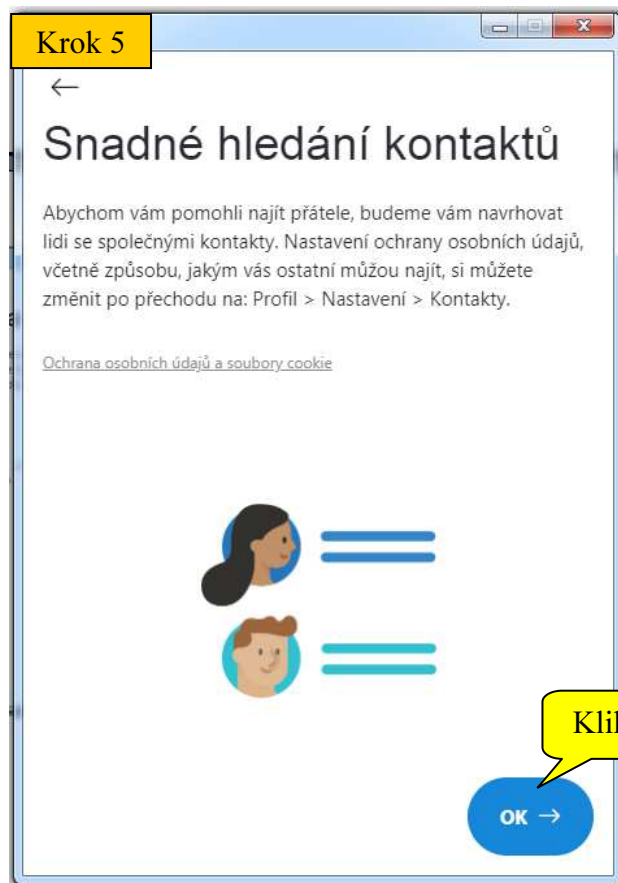 Krok 5
Snadné hledání kontaktů
Abychom vám pomohli najít přátele, budeme vám navrhovat
lidi se společnými kontakty. Nastavení ochrany osobních údajů,
včetně způsobu, jakým vás ostatní můžou najít, si můžete
změnit po přechodu na: Profil > Nastavení > Kontakty.
Ochrana osobních údajů a soubory cookie
OK →